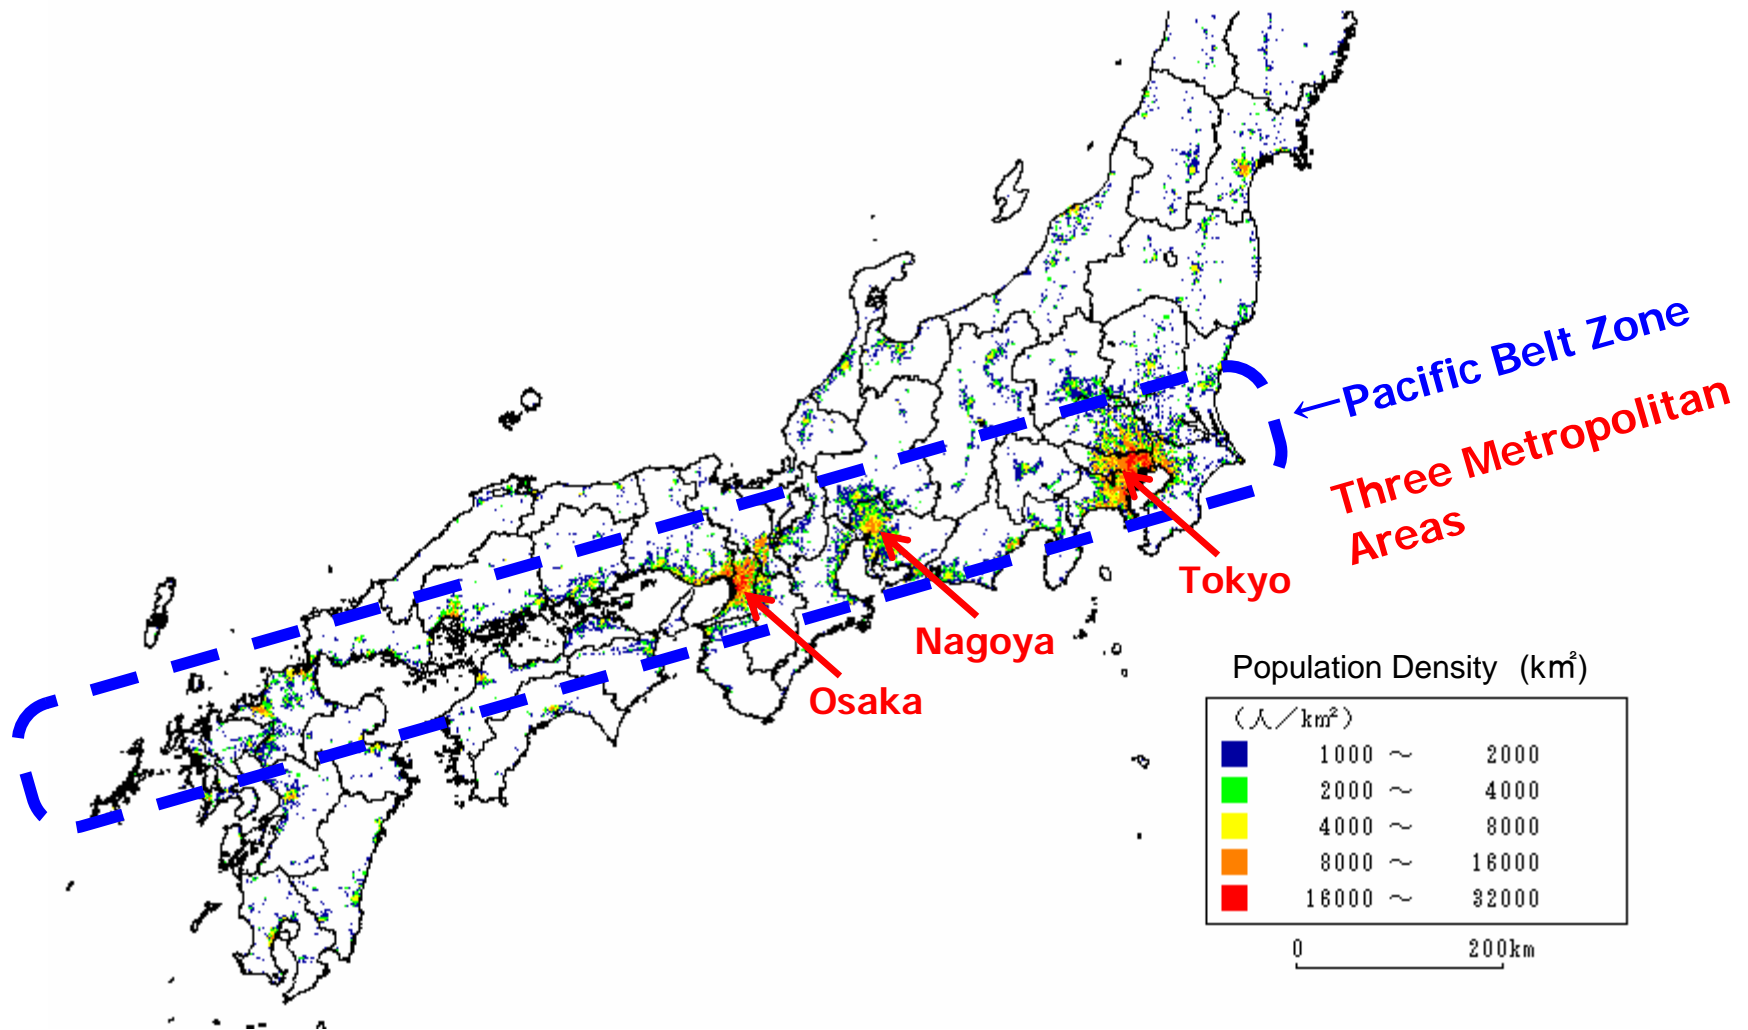 ←Pacific Belt Zone
Three Metropolitan
Areas
Tokyo
Nagoya
Osaka
Population Density (k㎡)
(人/km²)
1000 ~ 2000
2000 ~ 4000
4000 ~ 8000
8000 ~ 16000
16000 ~ 32000
0 200km